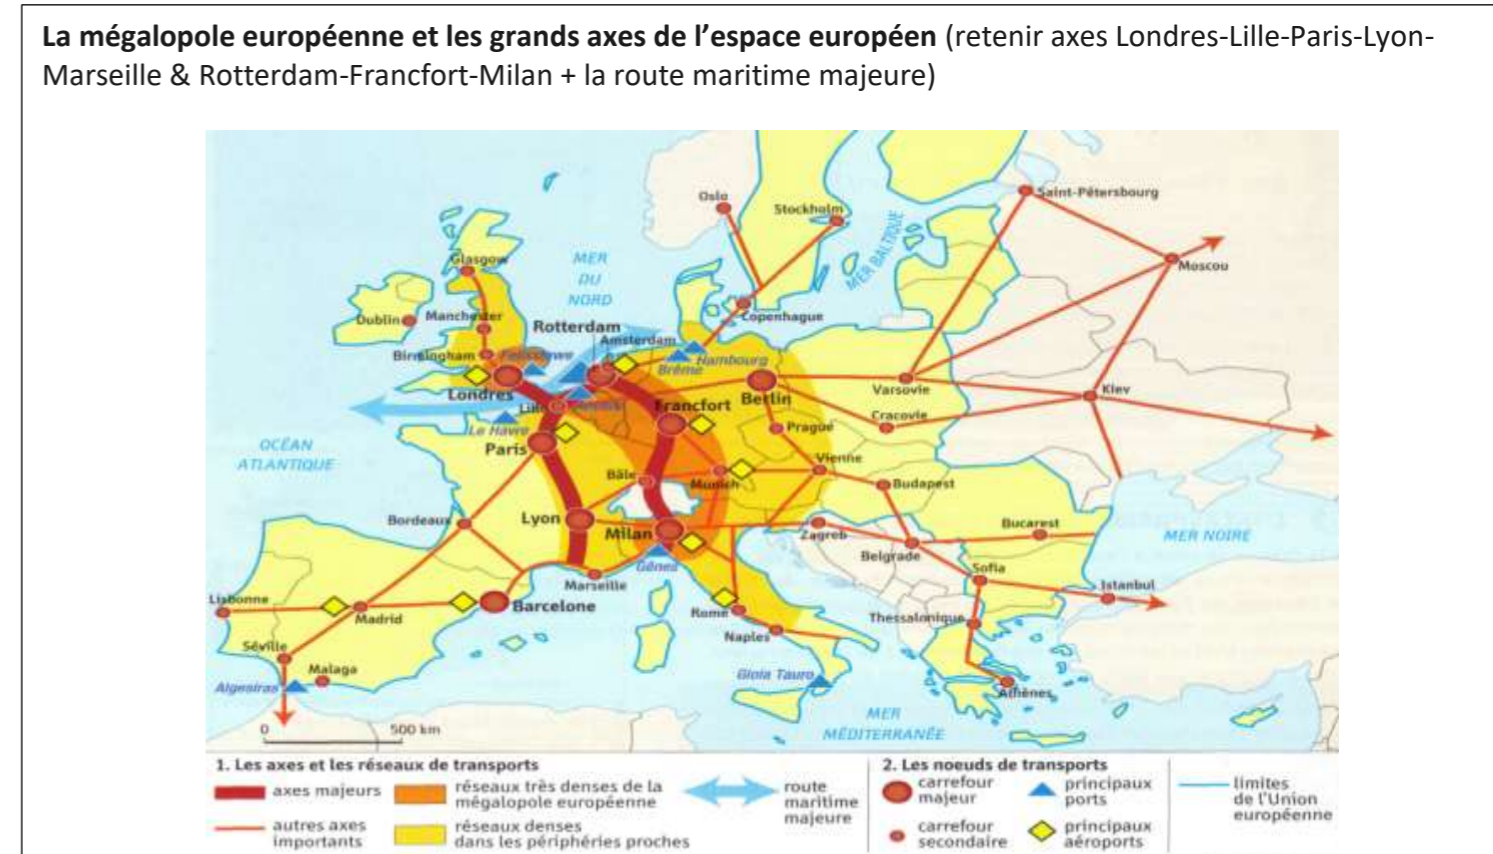 La mégalopole européenne et les grands axes de l’espace européen (retenir axes Londres-Lille-Paris-Lyon-
Marseille & Rotterdam-Francfort-Milan + la route maritime majeure)
Oslo
Stockholm
Saint-Pétersbourg
Moscou
MER BALTIQUE
Glasgow
MER
DU
NORD
Dublin
Manchester
Rotterdam
Copenhague
Amsterdam
Birmingham
Felixstowe
Hambourg
Brême
Londres
Lille
Francfort
Berlin
Varsovie
Kiev
Cracovie
Le Havre
Prague
OCÉAN
ATLANTIQUE
Paris
Vienne
Bâle
Munich
Budapest
Bordeaux
Lyon
Milan
Zagreb
Bucarest
MER NOIRE
Belgrade
Gênes
Marseille
Sofia
Istanbul
Lisbonne
Madrid
Barcelone
Rome
Thessalonique
Naples
Séville
Malaga
Algesiras
Gioia Tauro
Athènes
MER
MÉDITERRANÉE
0 500 km
1. Les axes et les réseaux de transports
axes majeurs
autres axes
importants
réseaux très denses de la
mégalopole européenne
réseaux denses
dans les périphéries proches
route
maritime
majeure
2. Les noeuds de transports
carrefour
majeur
carrefour
secondaire
principaux
ports
principaux
aéroports
limites
de l'Union
européenne